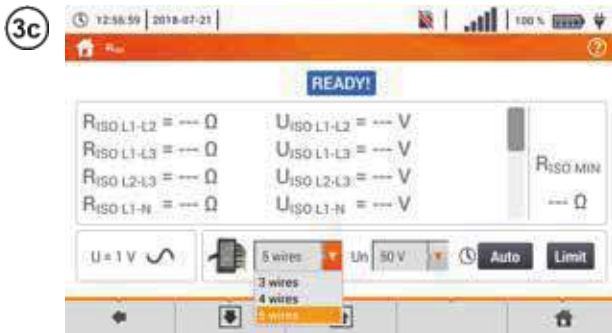 3c
12:56:59 2018-07-21 100 %
RISO
READY!
RISO L1-L2 = --- Ω UISO L1-L2 = --- V
RISO L1-L3 = --- Ω UISO L1-L3 = --- V
RISO L2-L3 = --- Ω UISO L2-L3 = --- V
RISO L1-N = --- Ω UISO L1-N = --- V
RISO MIN
--- Ω
U = 1 V 5 wires Un 50 V Auto Limit
3 wires
4 wires
5 wires